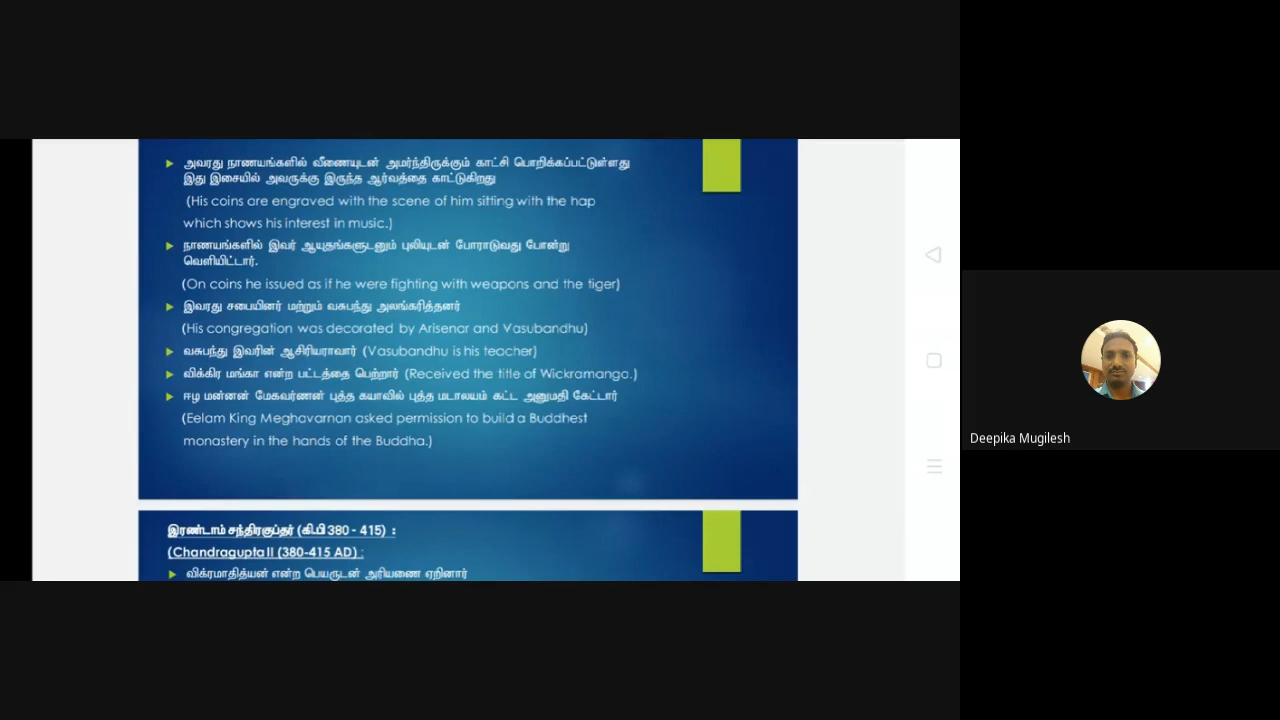 அவரது நாணயங்களில் வீணையுடன் அமர்ந்திருக்கும் காட்சி பொறிக்கப்பட்டுள்ளது
இது இசையில் அவருக்கு இருந்த ஆர்வத்தை காட்டுகிறது
(His coins are engraved with the scene of him sitting with the hap
which shows his interest in music.)
நாணயங்களில் இவர் ஆயுதங்களுடனும் புலியுடன் போராடுவது போன்று
வெளியிட்டார்.
(On coins he issued as if he were fighting with weapons and the tiger)
இவரது சபையினர் மற்றும் வசுபந்து அலங்கரித்தனர்
(His congregation was decorated by Arisenar and Vasubandhu)
வசுபந்து இவரின் ஆசிரியராவார் (Vasubandhu is his teacher)
விக்கிர மங்கா என்ற பட்டத்தை பெற்றார் (Received the title of Wickramanga.)
ஈழ மன்னன் மேகவர்ணன் புத்த கயாவில் புத்த மடாலயம் கட்ட அனுமதி கேட்டார்
(Eelam King Meghavarnan asked permission to build a Buddhest
monastery in the hands of the Buddha.)
இரண்டாம் சந்திரகுப்தர் (கி.பி 380 - 415) :
(Chandragupta II (380-415 AD) :
விக்ரமாதித்யன் என்ற பெயருடன் அரியணை ஏறினார்
Deepika Mugilesh